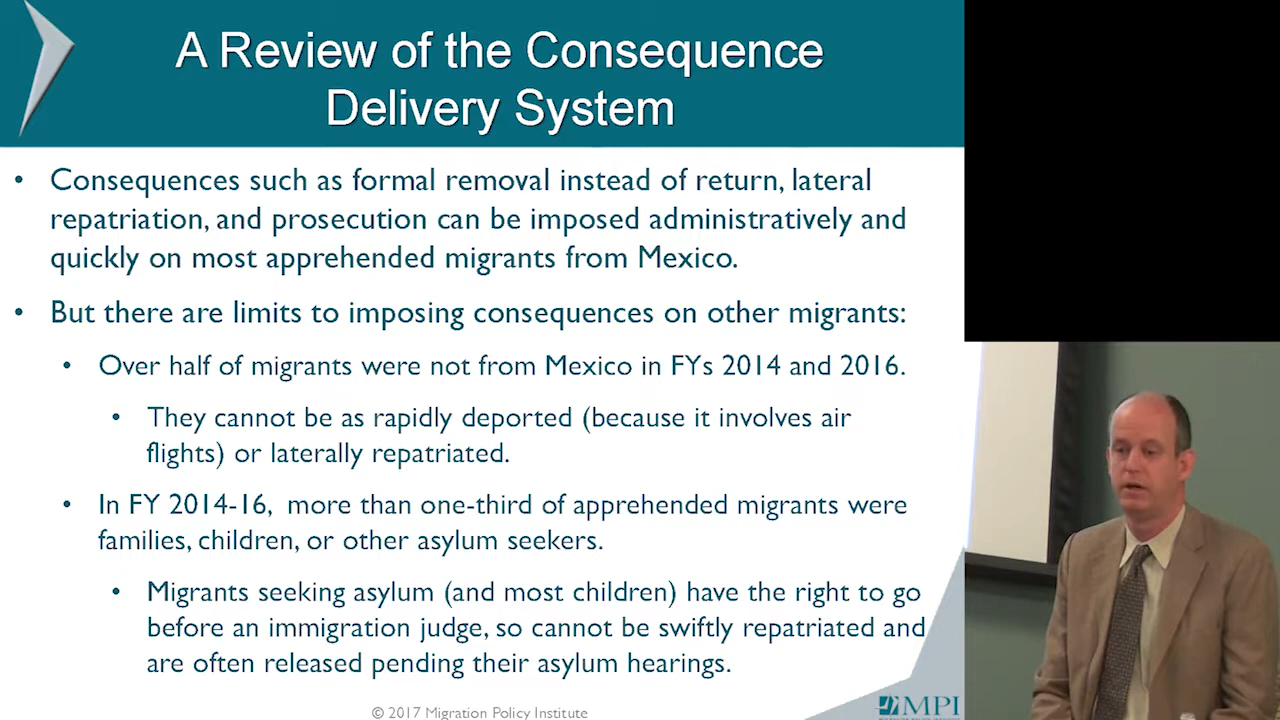 A Review of the Consequence
Delivery System
• Consequences such as formal removal instead of return, lateral
repatriation, and prosecution can be imposed administratively and
quickly on most apprehended migrants from Mexico.
• But there are limits to imposing consequences on other migrants:
• Over half of migrants were not from Mexico in FYs 2014 and 2016.
• They cannot be as rapidly deported (because it involves air
flights) or laterally repatriated.
• In FY 2014-16, more than one-third of apprehended migrants were
families, children, or other asylum seekers.
• Migrants seeking asylum (and most children) have the right to go
before an immigration judge, so cannot be swiftly repatriated and
are often released pending their asylum hearings.
© 2017 Migration Policy Institute
MPI